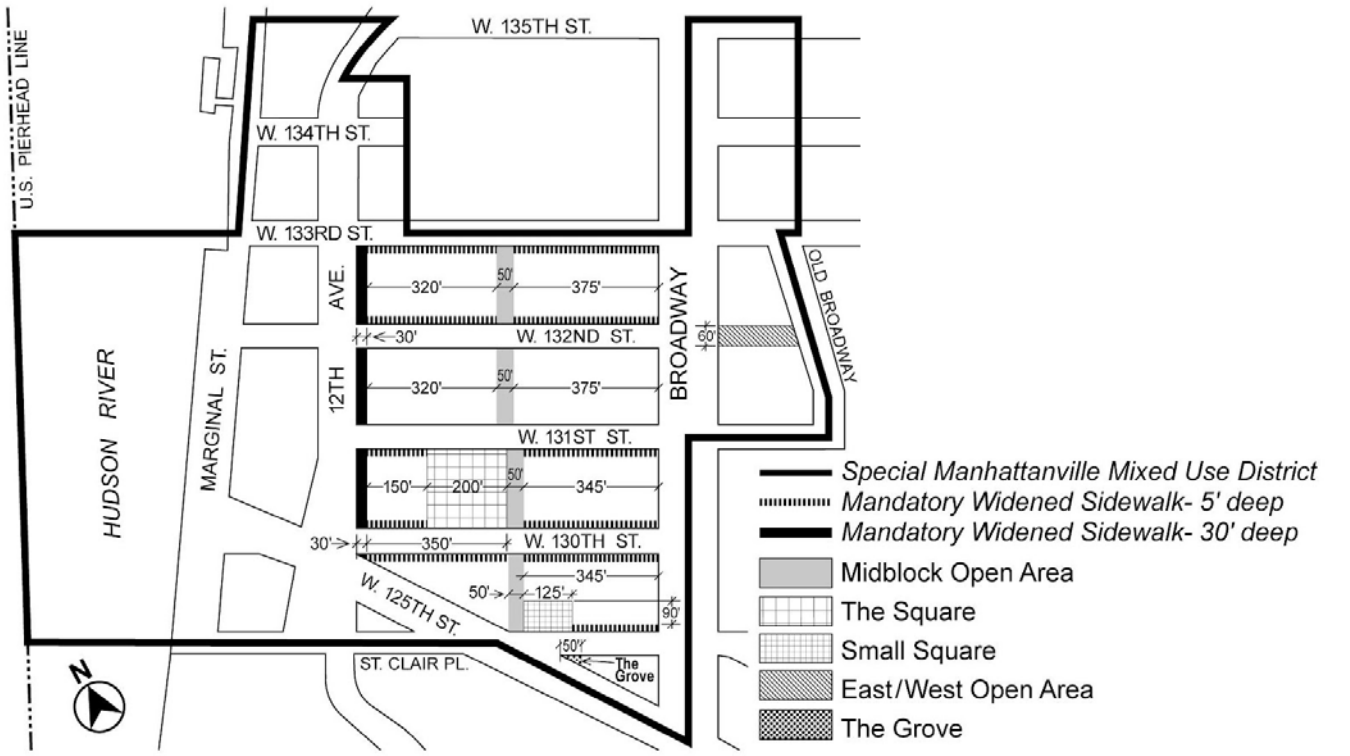 W. 135TH ST.
U.S. PIERHEAD LINE
W. 134TH ST.
W. 133RD ST.
320'
50'
375'
AVE.
BROADWAY
OLD BROADWAY
30'
W. 132ND ST.
60'
320'
50'
375'
12TH
MARGINAL ST.
HUDSON RIVER
W. 131ST ST.
150'
200'
50'
345'
30'
350'
W. 130TH ST.
345'
50'
125'
90'
W. 125TH ST.
50'
The
Grove
ST. CLAIR PL.
N
Special Manhattanville Mixed Use District
Mandatory Widened Sidewalk- 5' deep
Mandatory Widened Sidewalk- 30' deep
Midblock Open Area
The Square
Small Square
East/West Open Area
The Grove